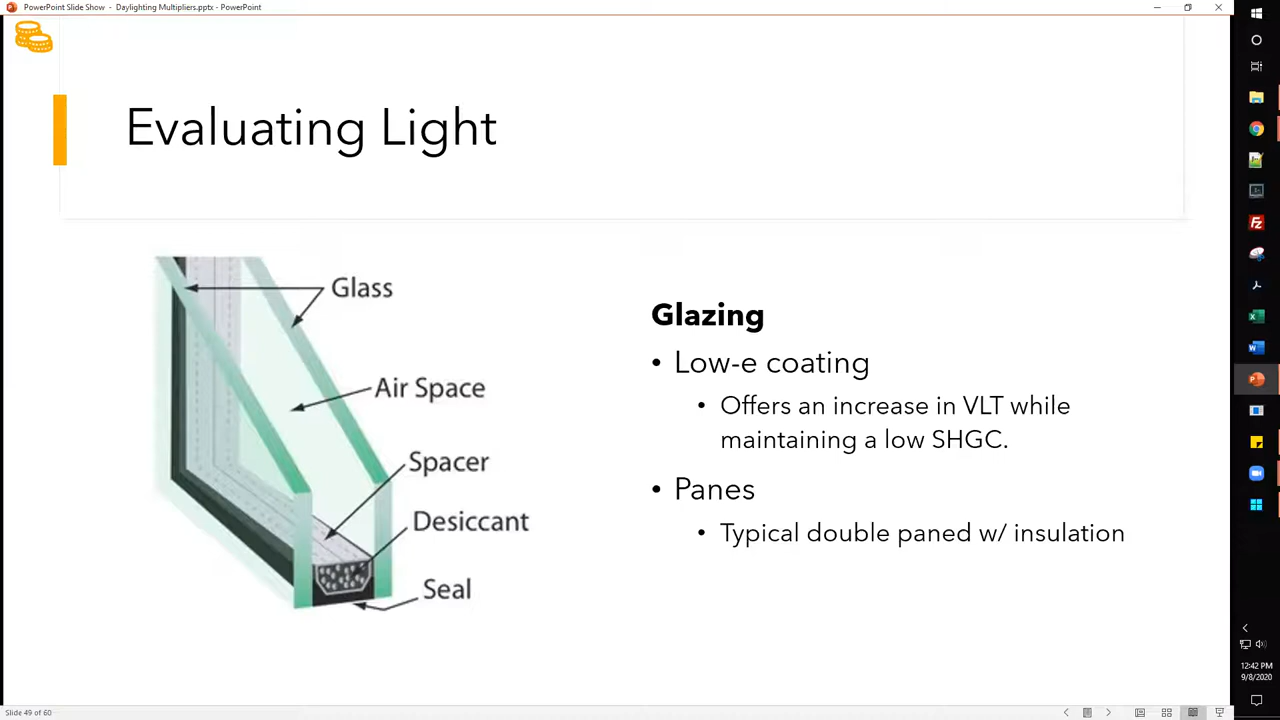 PowerPoint Slide Show - Daylighting Multipliers.pptx - PowerPoint
Evaluating Light
Glass
Air Space
Spacer
Desiccant
Seal
Glazing
• Low-e coating
• Offers an increase in VLT while
maintaining a low SHGC.
• Panes
• Typical double paned w/ insulation
12:42 PM
9/8/2020
Slide 49 of 60